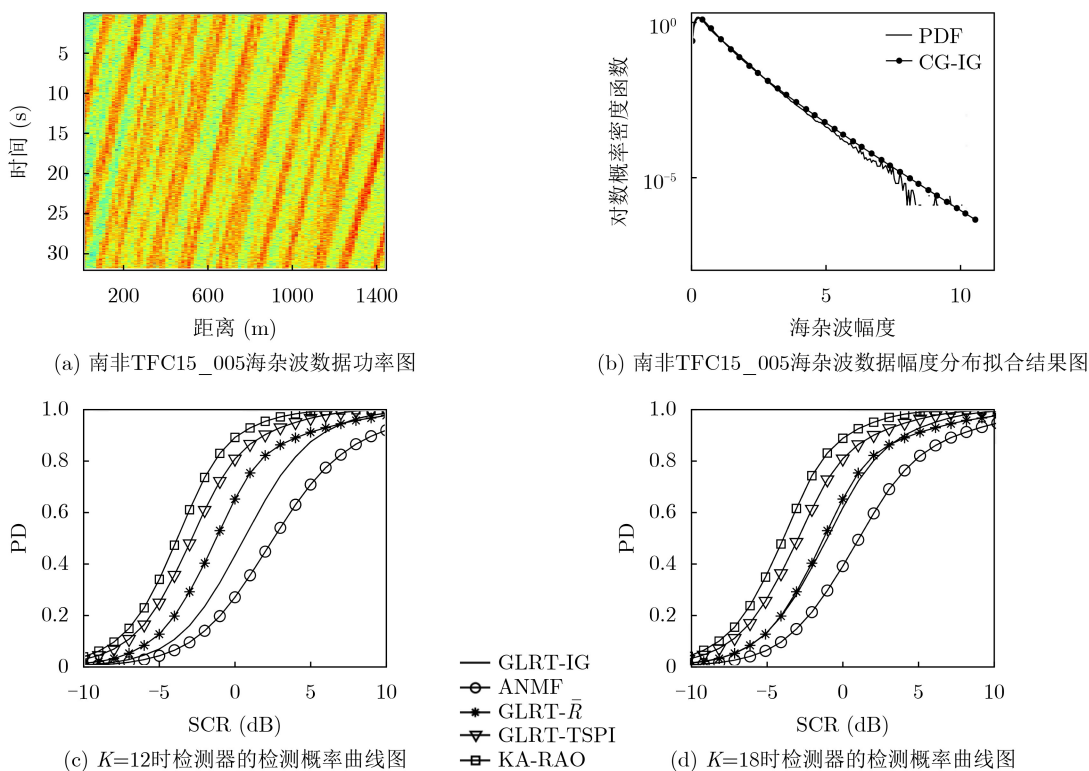 5
10
15
20
25
30
时间 (s)
200
600
1000
1400
距离 (m)
(a) 南非TFC15_005海杂波数据功率图
10⁰
10⁻⁵
对数概率密度函数
PDF
CG-IG
0
5
10
海杂波幅度
(b) 南非TFC15_005海杂波数据幅度分布拟合结果图
1.0
0.8
0.6
0.4
0.2
0
PD
−10
−5
0
5
10
SCR (dB)
(c) K=12时检测器的检测概率曲线图
GLRT-IG
ANMF
GLRT-R̄
GLRT-TSPI
KA-RAO
1.0
0.8
0.6
0.4
0.2
0
PD
−10
−5
0
5
10
SCR (dB)
(d) K=18时检测器的检测概率曲线图